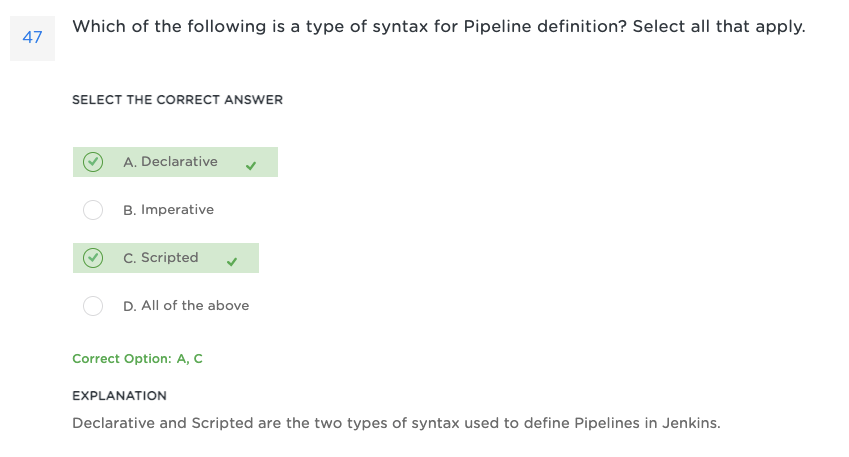 47
Which of the following is a type of syntax for Pipeline definition? Select all that apply.
SELECT THE CORRECT ANSWER
A. Declarative
B. Imperative
C. Scripted
D. All of the above
Correct Option: A, C
EXPLANATION
Declarative and Scripted are the two types of syntax used to define Pipelines in Jenkins.